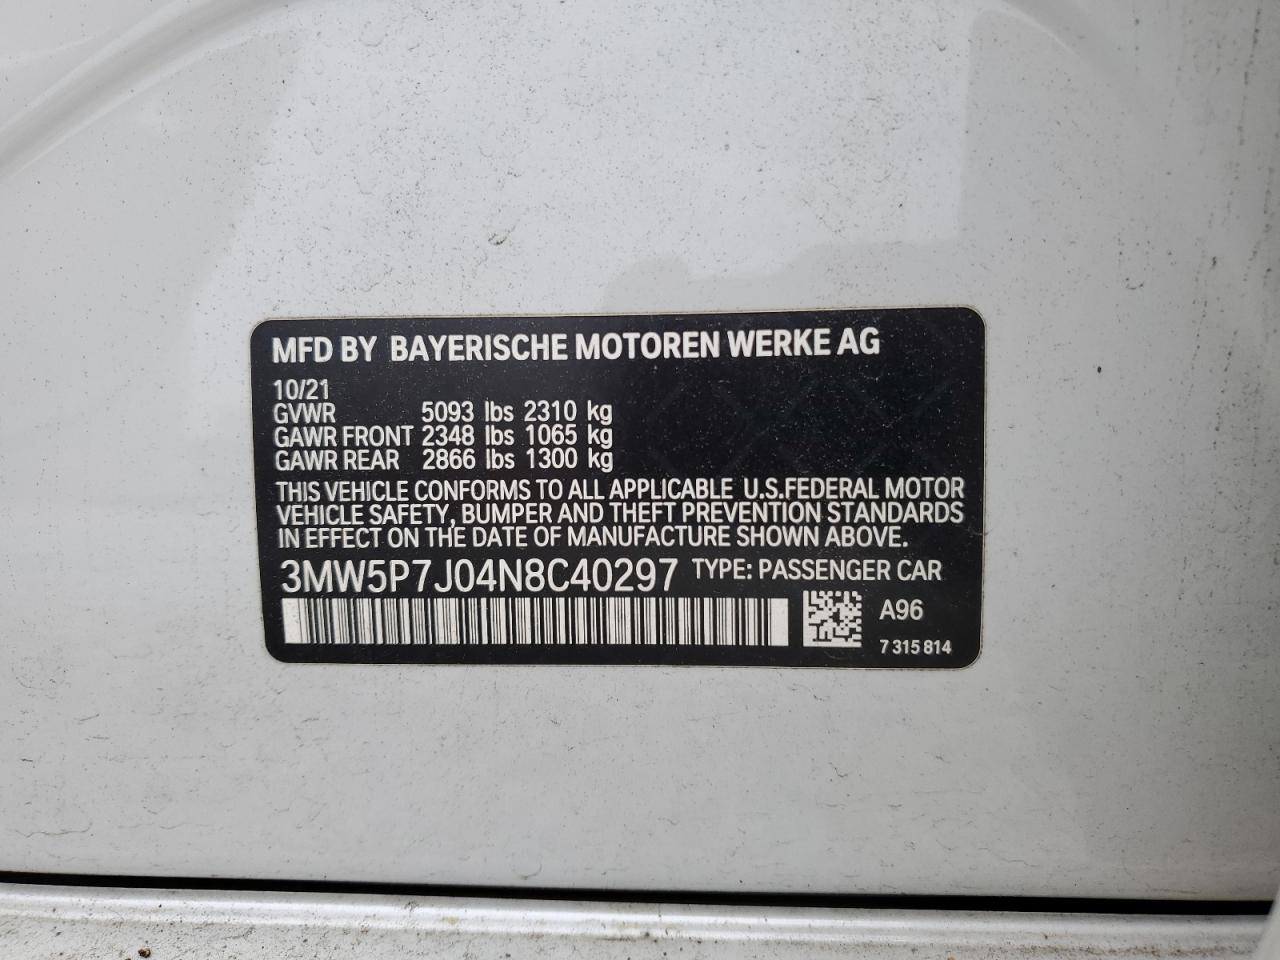 MFD BY BAYERISCHE MOTOREN WERKE AG
10/21
GVWR 5093 lbs 2310 kg
GAWR FRONT 2348 lbs 1065 kg
GAWR REAR 2866 lbs 1300 kg
THIS VEHICLE CONFORMS TO ALL APPLICABLE U.S.FEDERAL MOTOR
VEHICLE SAFETY, BUMPER AND THEFT PREVENTION STANDARDS
IN EFFECT ON THE DATE OF MANUFACTURE SHOWN ABOVE.
3MW5P7J04N8C40297 TYPE: PASSENGER CAR
A96
7 315 814